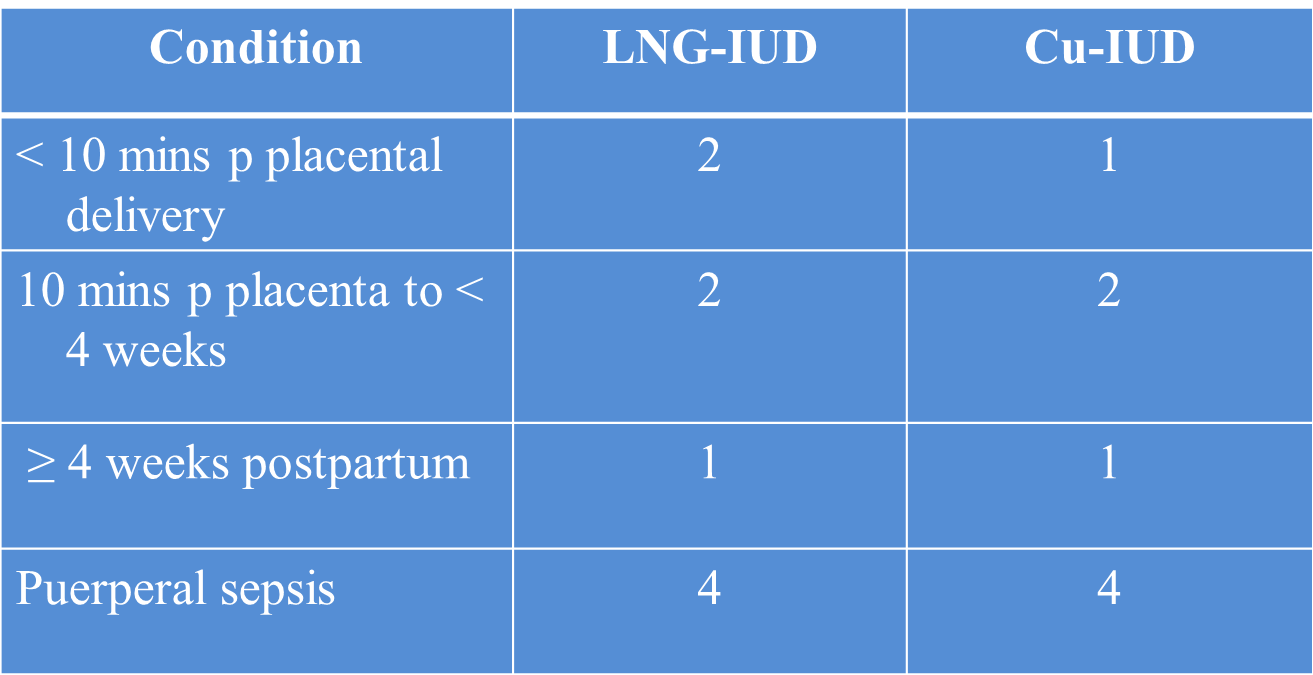 Condition LNG-IUD Cu-IUD
< 10 mins p placental 2 1
delivery
10 mins p placenta to < 2 2
4 weeks
≥ 4 weeks postpartum 1 1
Puerperal sepsis 4 4